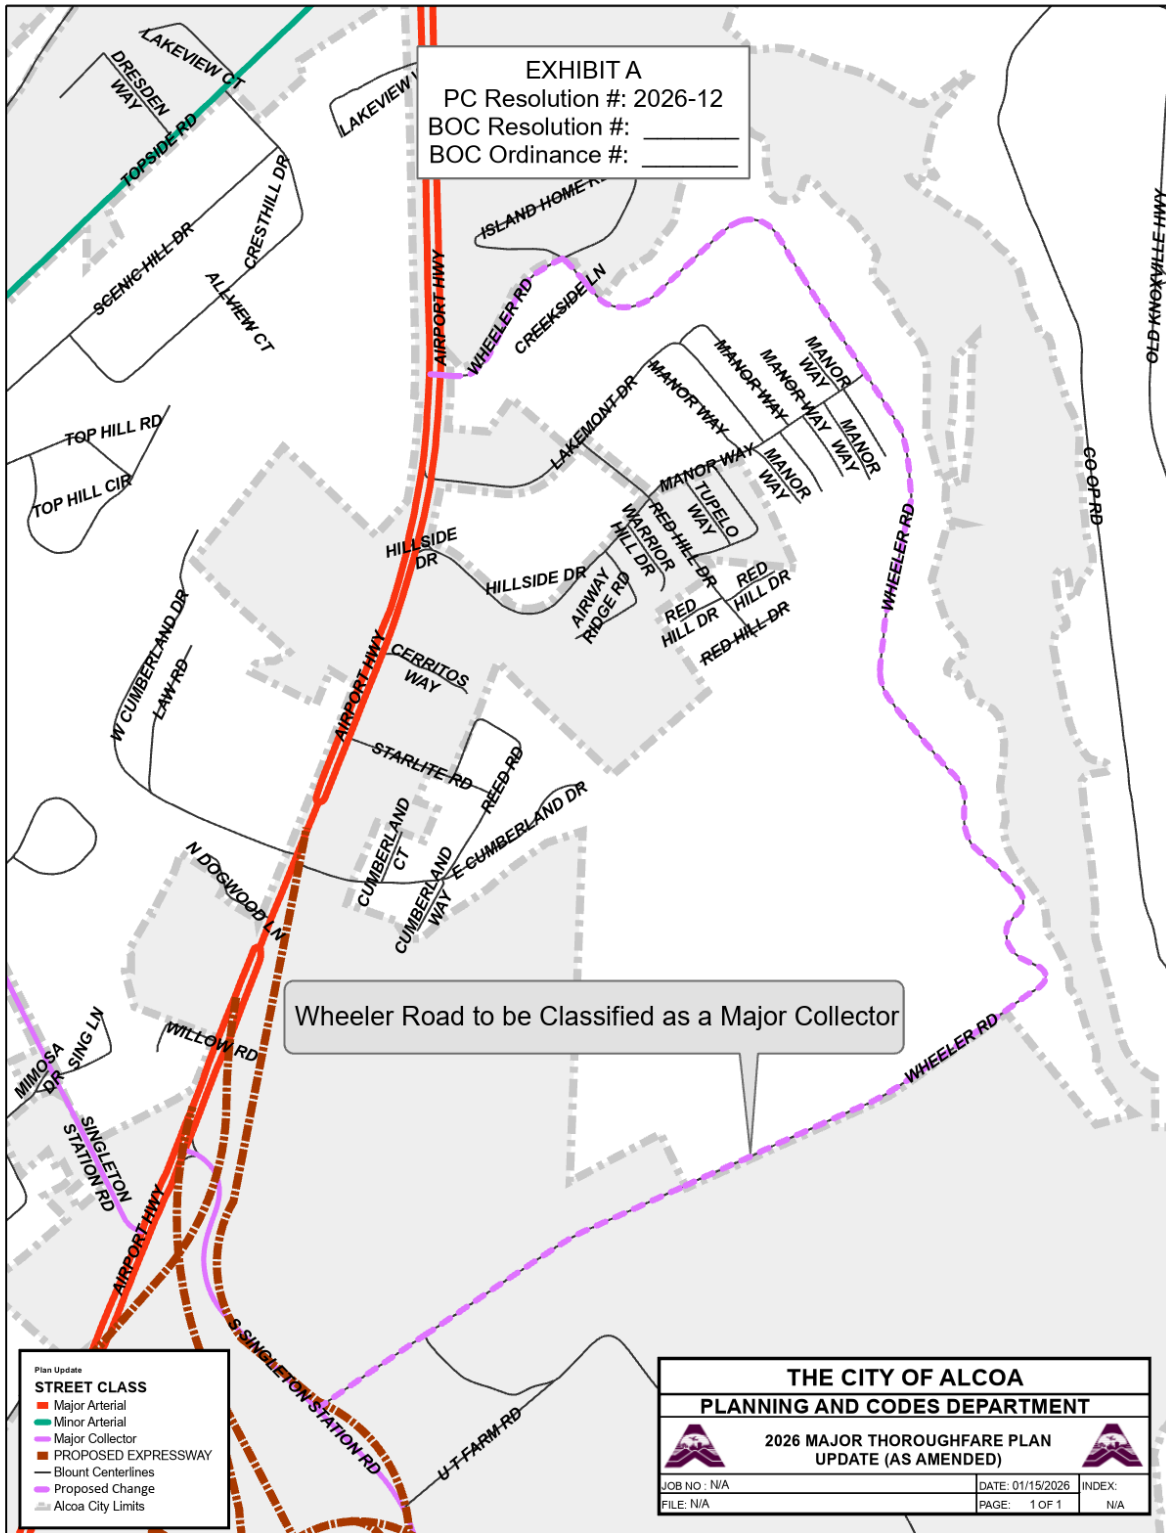 EXHIBIT A
PC Resolution #: 2026-12
BOC Resolution #: ________
BOC Ordinance #: ________
LAKEVIEW CT
DRESDEN
WAY
TOPSIDE RD
LAKEVIEW
ISLAND HOME
CRESTHILL DR
SCENIC HILL DR
ALLVIEW CT
AIRPORT HWY
WHEELER RD
CREEKSIDE LN
OLD KNOXVILLE HWY
TOP HILL RD
TOP HILL CIR
LAKEMONT DR
MANOR WAY
MANOR WAY
MANOR WAY
MANOR
WAY
MANOR
WAY
MANOR
WAY
MANOR WAY
TUPELO
WAY
CO OP RD
WHEELER RD
HILLSIDE
DR
HILLSIDE DR
WARRIOR
HILL DR
RED HILL DR
RED
HILL DR
RED
HILL DR
RED HILL DR
AIRWAY
RIDGE RD
W CUMBERLAND DR
LAW RD
AIRPORT HWY
CERRITOS
WAY
STARLITE RD
REED RD
CUMBERLAND
CT
E CUMBERLAND DR
CUMBERLAND
WAY
N DOGWOOD LN
Wheeler Road to be Classified as a Major Collector
WILLOW RD
SING LN
MIMOSA
DR
WHEELER RD
SINGLETON
STATION RD
AIRPORT HWY
S SINGLETON STATION RD
U T FARM RD
Plan Update
STREET CLASS
Major Arterial
Minor Arterial
Major Collector
PROPOSED EXPRESSWAY
Blount Centerlines
Proposed Change
Alcoa City Limits
THE CITY OF ALCOA
PLANNING AND CODES DEPARTMENT
2026 MAJOR THOROUGHFARE PLAN
UPDATE (AS AMENDED)
JOB NO : N/A
DATE: 01/15/2026
INDEX:
FILE: N/A
PAGE: 1 OF 1
N/A